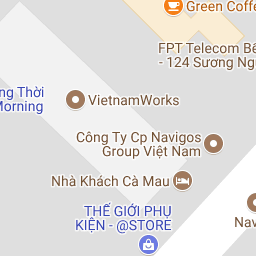 Green Coffe
FPT Telecom Bế
- 124 Sương Ng
ng Thời
Morning
VietnamWorks
Công Ty Cp Navigos
Group Việt Nam
Nhà Khách Cà Mau
THẾ GIỚI PHỤ
KIỆN - @STORE
Nav